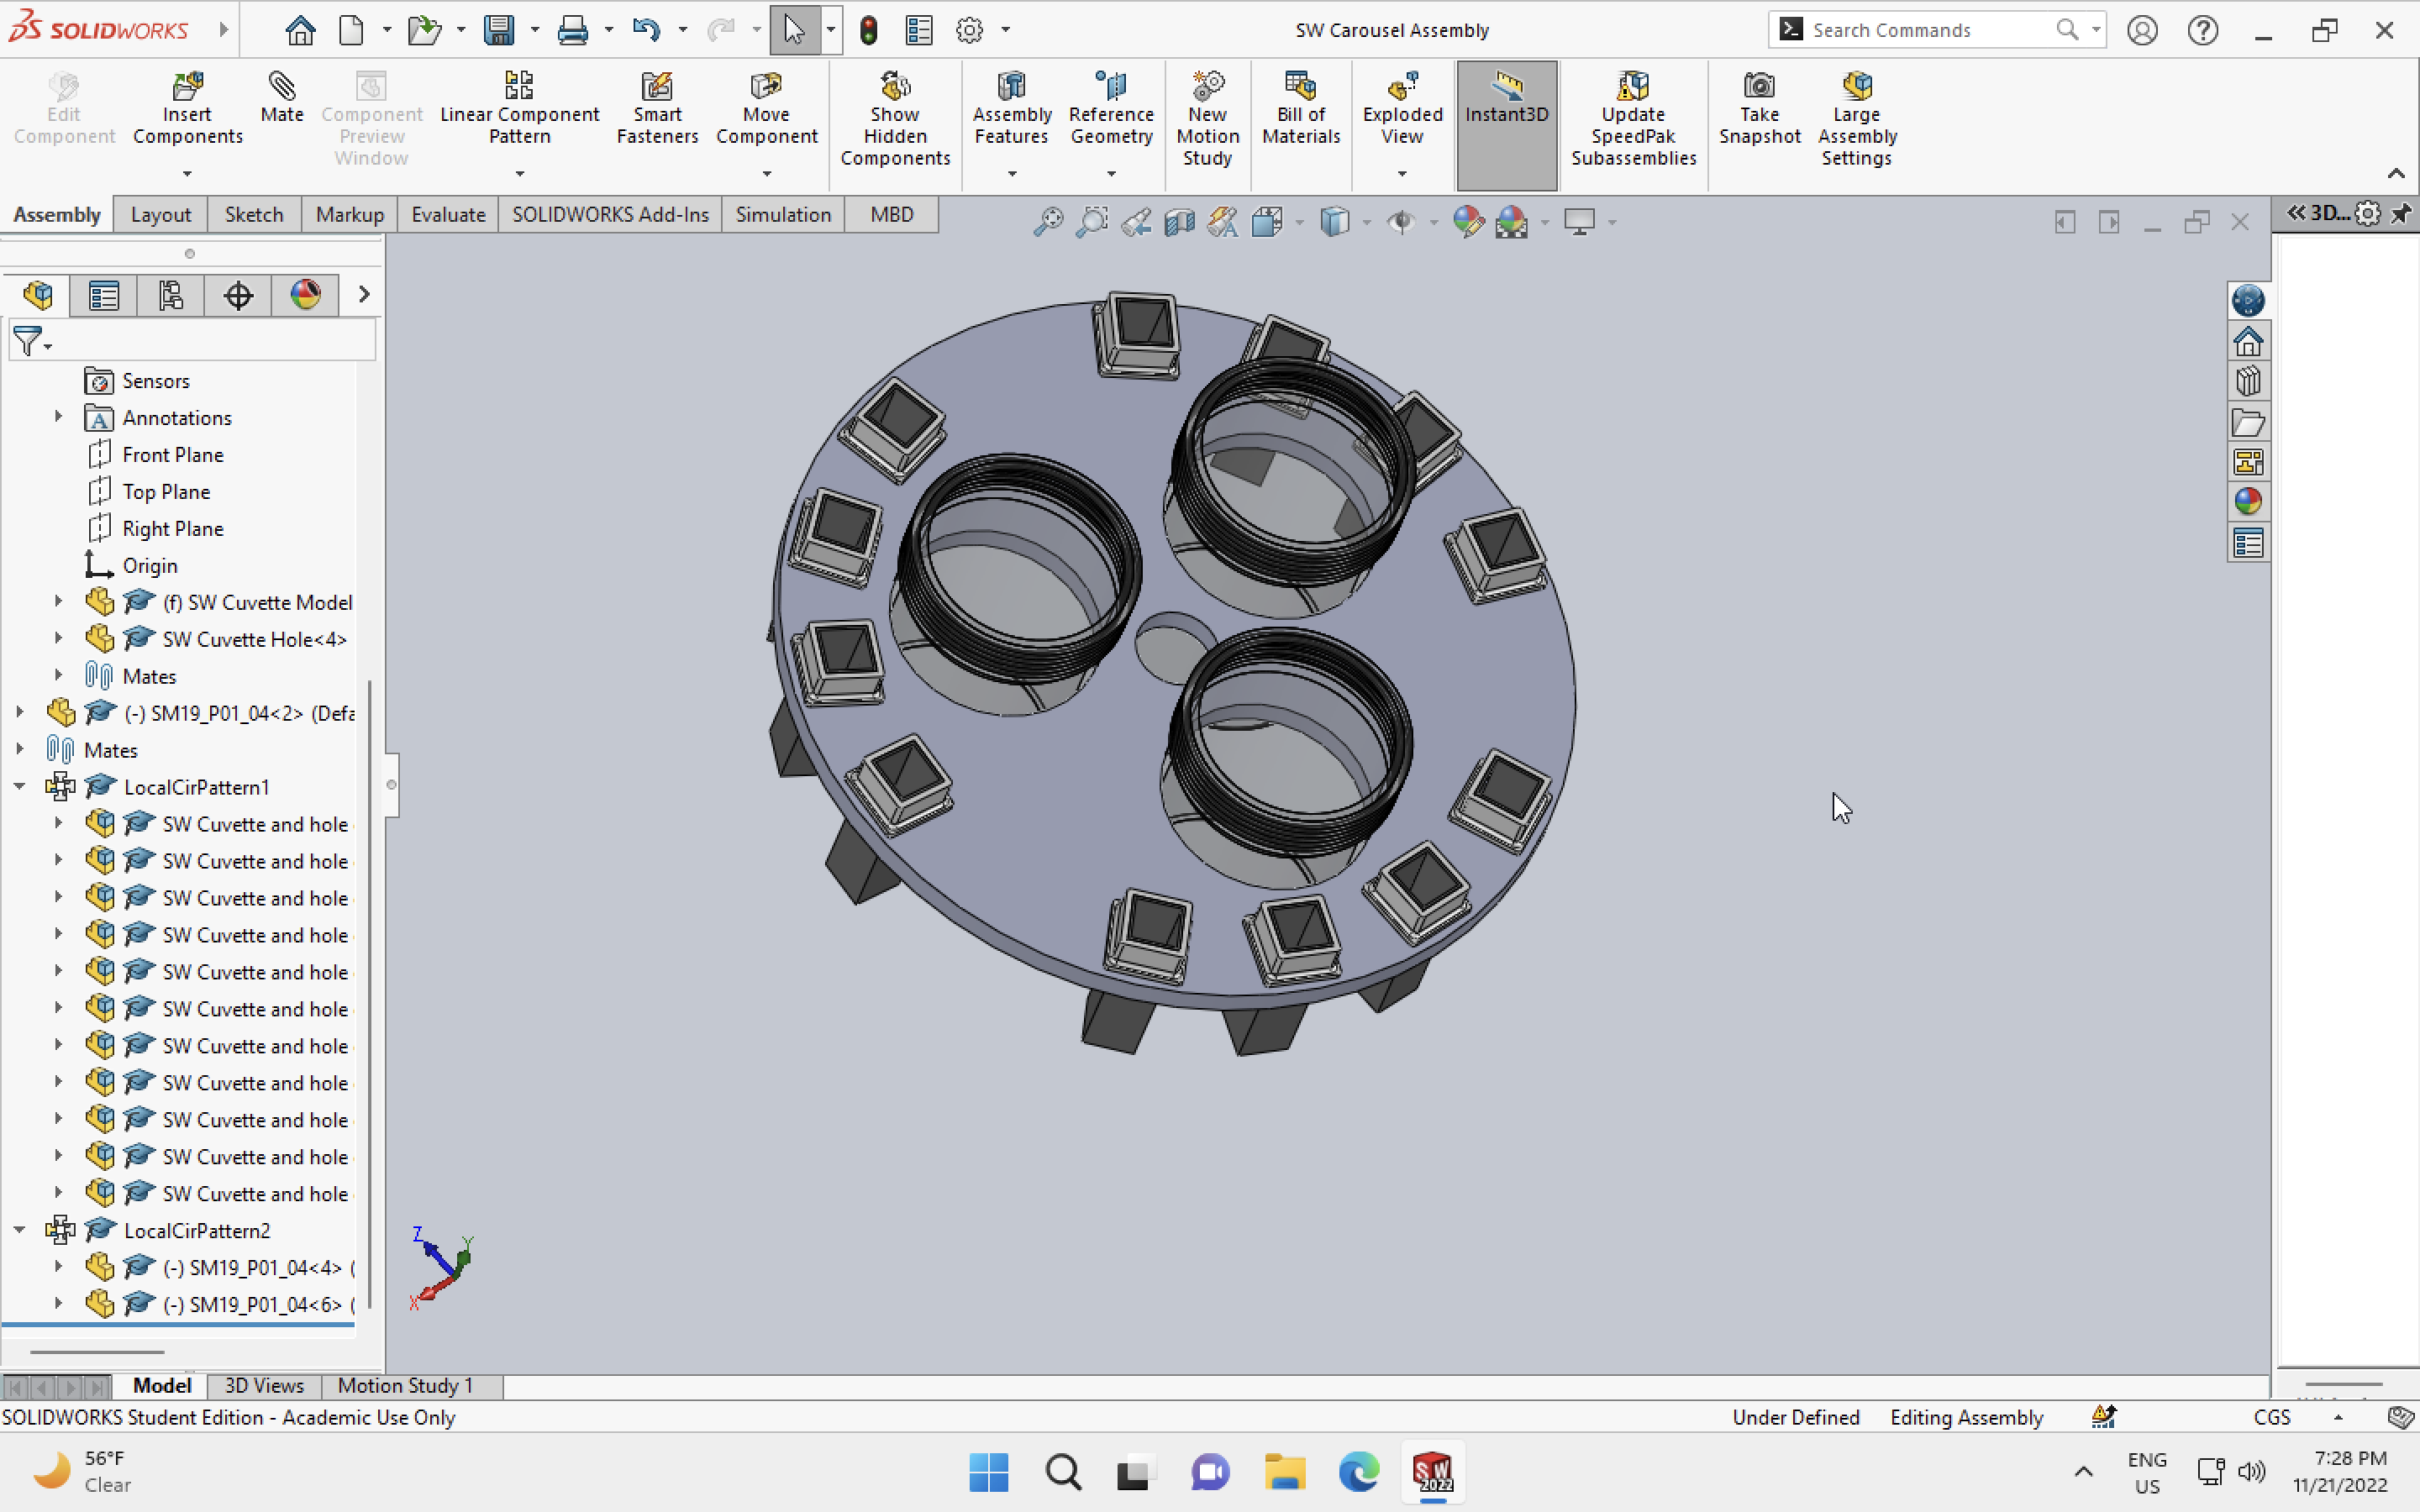 SOLIDWORKS
SW Carousel Assembly
Search Commands
Edit Component
Insert Components
Mate
Component Preview Window
Linear Component Pattern
Smart Fasteners
Move Component
Show Hidden Components
Assembly Features
Reference Geometry
New Motion Study
Bill of Materials
Exploded View
Instant3D
Update SpeedPak Subassemblies
Take Snapshot
Large Assembly Settings
Assembly
Layout
Sketch
Markup
Evaluate
SOLIDWORKS Add-Ins
Simulation
MBD
3D...
Sensors
Annotations
Front Plane
Top Plane
Right Plane
Origin
(f) SW Cuvette Model
SW Cuvette Hole<4>
Mates
(-) SM19_P01_04<2> (Defa
Mates
LocalCirPattern1
SW Cuvette and hole
SW Cuvette and hole
SW Cuvette and hole
SW Cuvette and hole
SW Cuvette and hole
SW Cuvette and hole
SW Cuvette and hole
SW Cuvette and hole
SW Cuvette and hole
SW Cuvette and hole
SW Cuvette and hole
LocalCirPattern2
(-) SM19_P01_04<4> (
(-) SM19_P01_04<6> (
Z
Y
X
Model
3D Views
Motion Study 1
SOLIDWORKS Student Edition - Academic Use Only
Under Defined
Editing Assembly
CGS
56°F
Clear
SW
2022
ENG
US
7:28 PM
11/21/2022